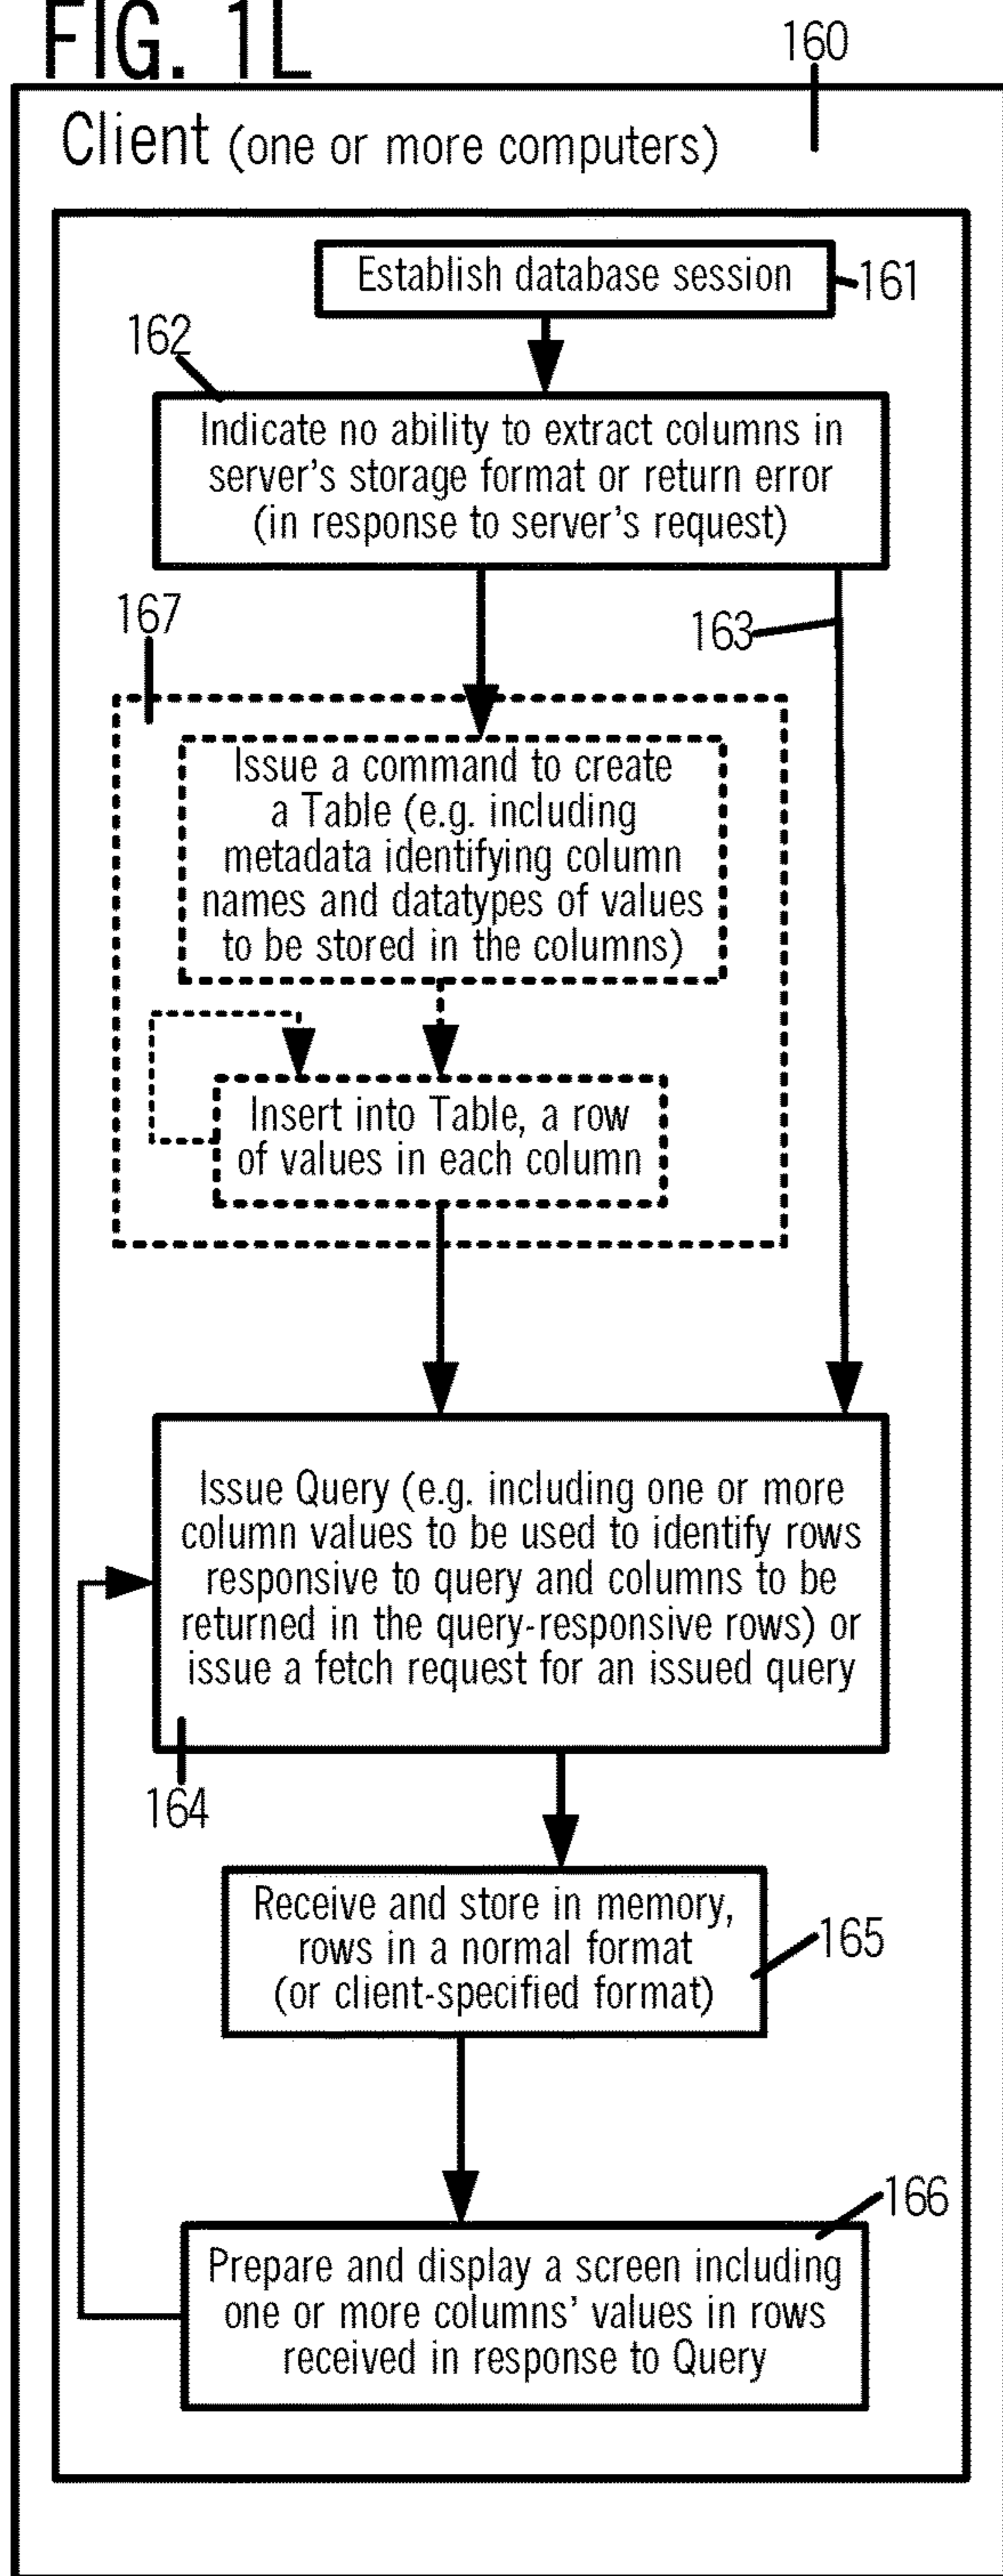 FIG. 1L
160
Client (one or more computers)
Establish database session
161
162
Indicate no ability to extract columns in
server's storage format or return error
(in response to server's request)
167
163
Issue a command to create
a Table (e.g. including
metadata identifying column
names and datatypes of values
to be stored in the columns)
Insert into Table, a row
of values in each column
Issue Query (e.g. including one or more
column values to be used to identify rows
responsive to query and columns to be
returned in the query-responsive rows) or
issue a fetch request for an issued query
164
Receive and store in memory,
rows in a normal format
(or client-specified format)
165
166
Prepare and display a screen including
one or more columns' values in rows
received in response to Query